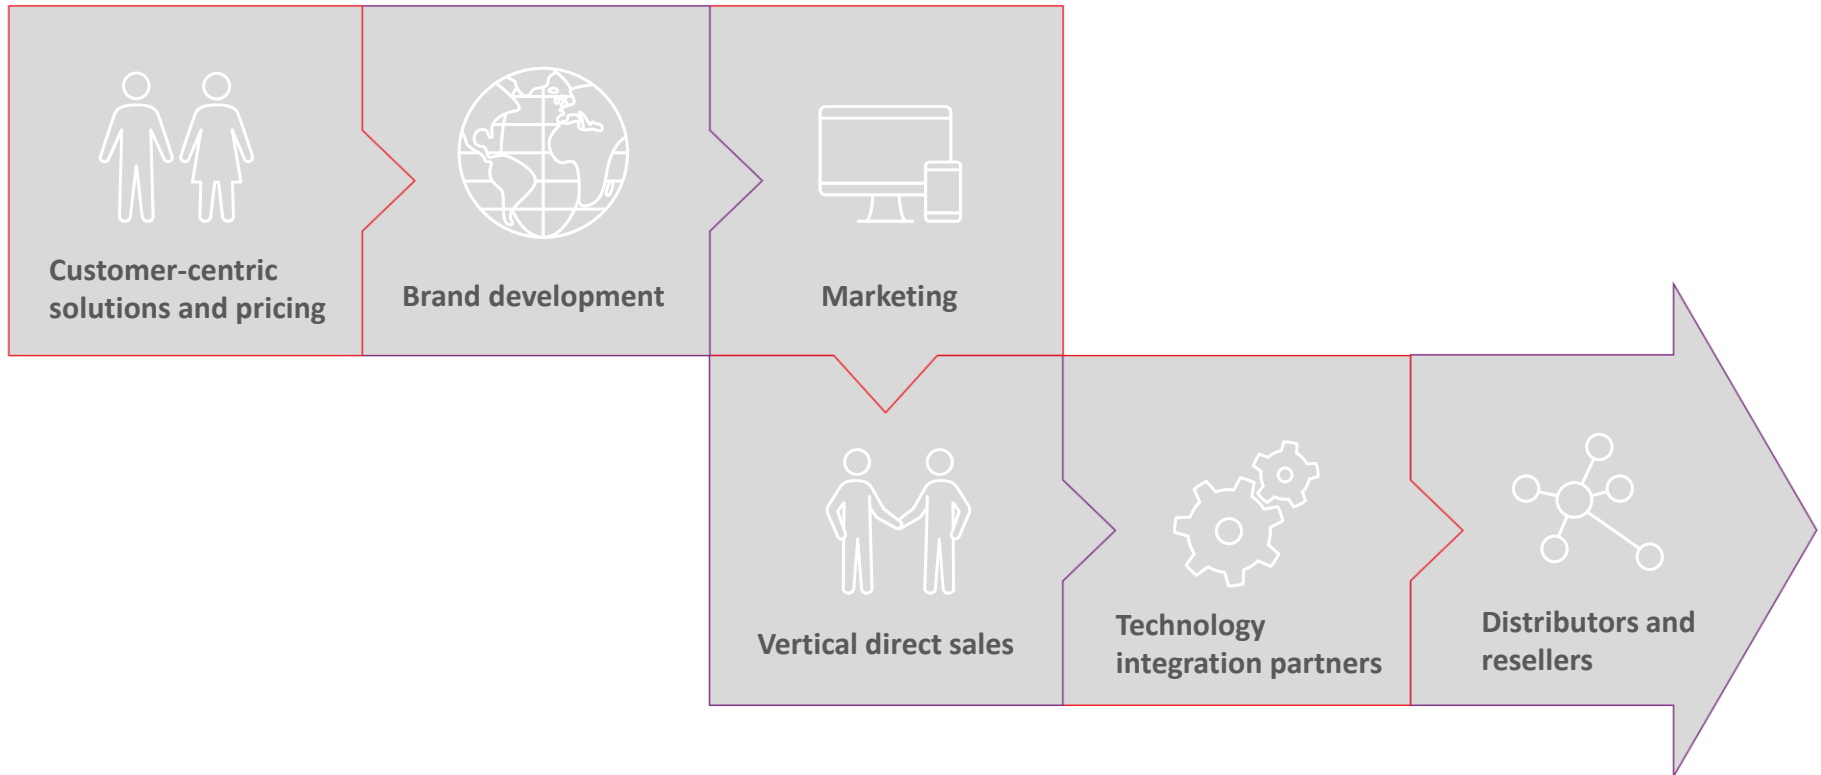 Customer-centric
solutions and pricing
Brand development
Marketing
Vertical direct sales
Technology
integration partners
Distributors and
resellers